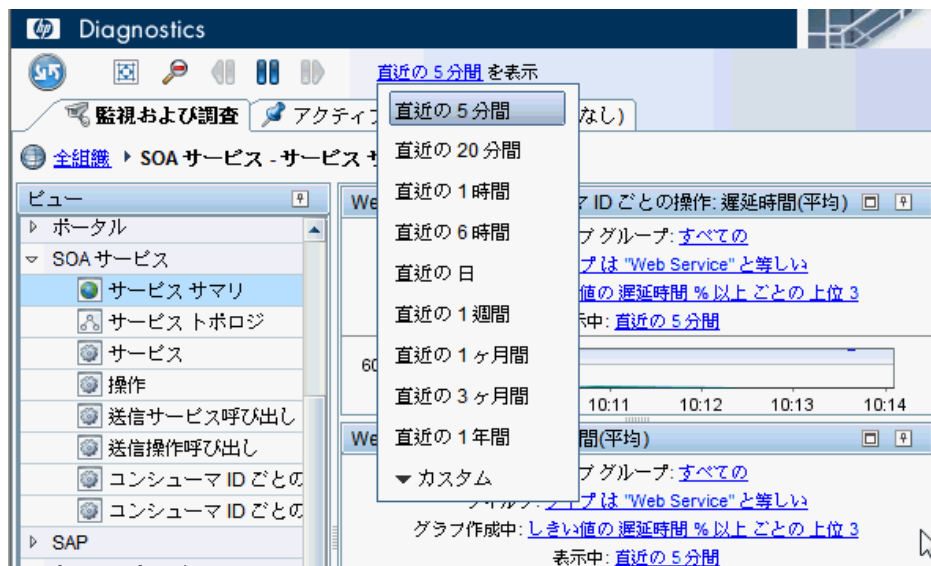 hp Diagnostics
直近の 5 分間 を表示
監視および調査 アクティ なし)
全組織 SOA サービス - サービス
直近の 5 分間
直近の 20 分間
直近の 1 時間
直近の 6 時間
直近の 日
直近の 1 週間
直近の 1 ヶ月間
直近の 3 ヶ月間
直近の 1 年間
カスタム
ビュー
ポータル
SOA サービス
サービス サマリ
サービス トポロジ
サービス
操作
送信サービス呼び出し
送信操作呼び出し
コンシューマ ID ごとの
コンシューマ ID ごとの
SAP
We ID ごとの操作: 遅延時間(平均)
プ グループ: すべての
プ は "Web Service" と等しい
値の 遅延時間 % 以上 ごとの 上位 3
示中: 直近の 5 分間
60
10:11 10:12 10:13 10:14
We 間(平均)
プ グループ: すべての
は "Web Service" と等しい
グラフ作成中: しきい値の 遅延時間 % 以上 ごとの 上位 3
表示中: 直近の 5 分間